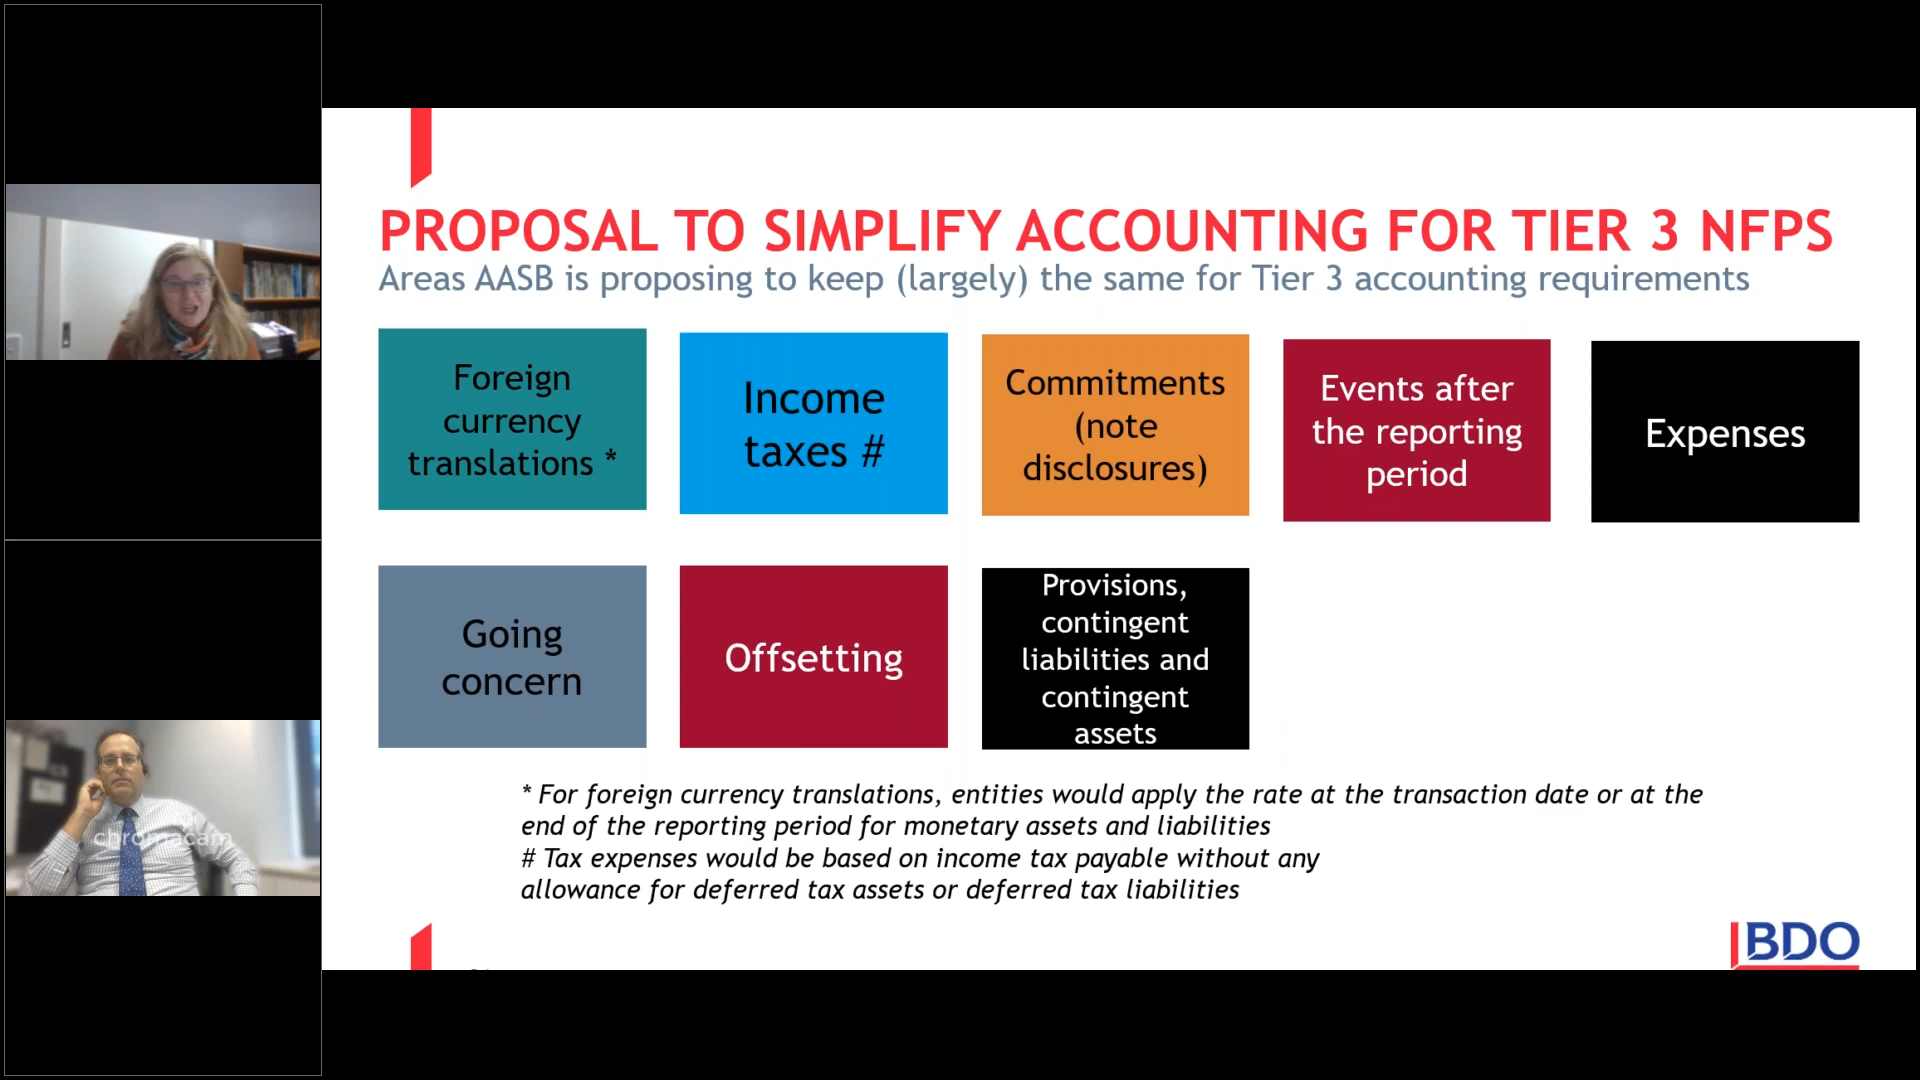 PROPOSAL TO SIMPLIFY ACCOUNTING FOR TIER 3 NFPS
Areas AASB is proposing to keep (largely) the same for Tier 3 accounting requirements
Foreign
currency
translations *
Income
taxes #
Commitments
(note
disclosures)
Events after
the reporting
period
Expenses
Going
concern
Offsetting
Provisions,
contingent
liabilities and
contingent
assets
* For foreign currency translations, entities would apply the rate at the transaction date or at the
end of the reporting period for monetary assets and liabilities
# Tax expenses would be based on income tax payable without any
allowance for deferred tax assets or deferred tax liabilities
BDO
chromacam